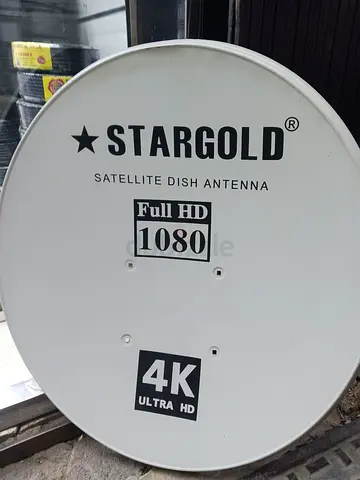 ★ STARGOLD®
SATELLITE DISH ANTENNA
Full HD
1080
4K
ULTRA HD